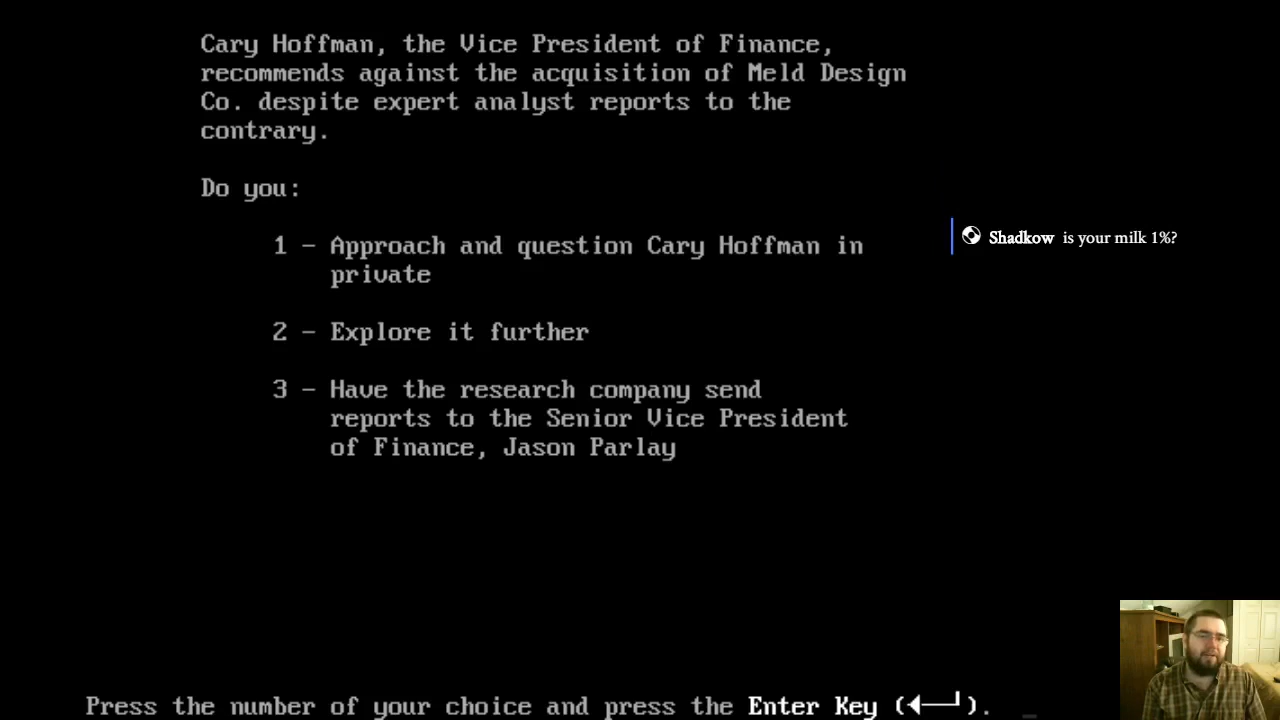 Cary Hoffman, the Vice President of Finance,
recommends against the acquisition of Meld Design
Co. despite expert analyst reports to the
contrary.
Do you:
1 - Approach and question Cary Hoffman in
private
Shadkow is your milk 1%?
2 - Explore it further
3 - Have the research company send
reports to the Senior Vice President
of Finance, Jason Parlay
Press the number of your choice and press the Enter Key (◄─┘).